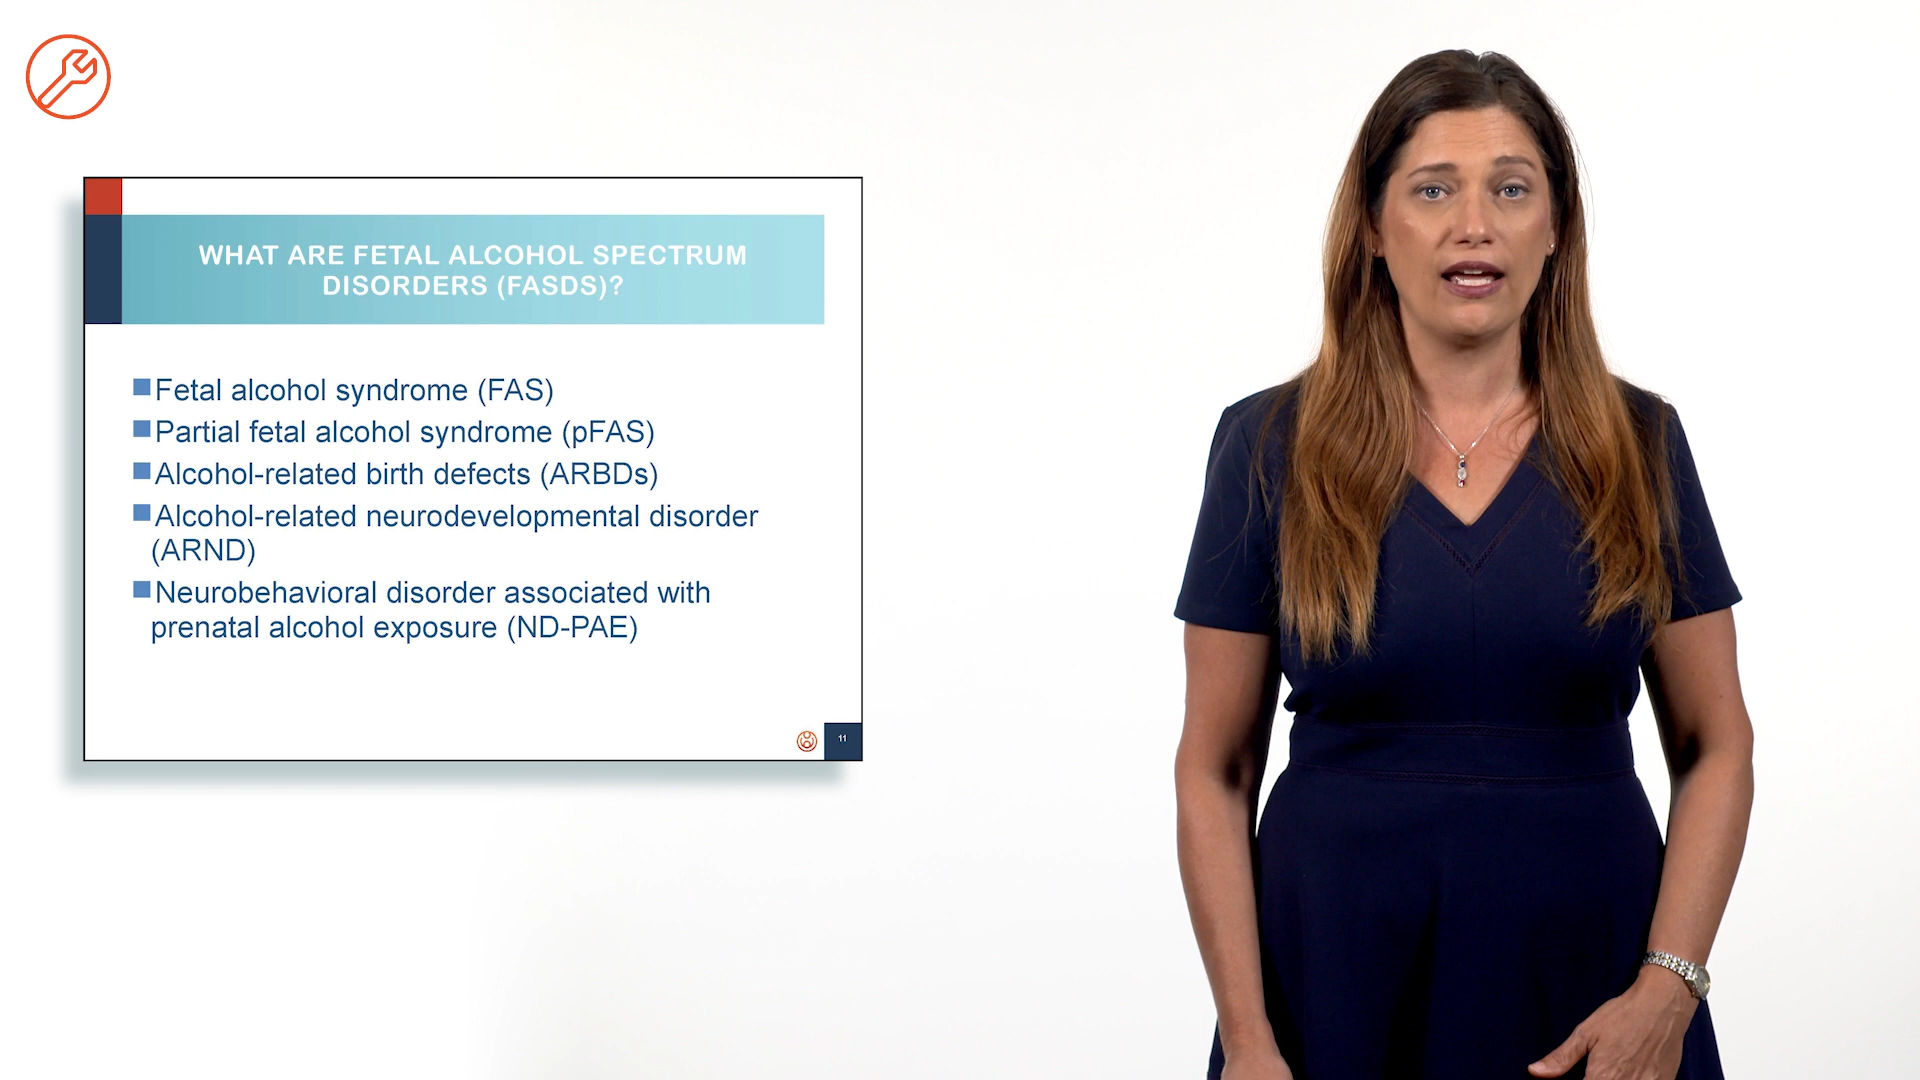 WHAT ARE FETAL ALCOHOL SPECTRUM
DISORDERS (FASDS)?
Fetal alcohol syndrome (FAS)
Partial fetal alcohol syndrome (pFAS)
Alcohol-related birth defects (ARBDs)
Alcohol-related neurodevelopmental disorder
(ARND)
Neurobehavioral disorder associated with
prenatal alcohol exposure (ND-PAE)
11